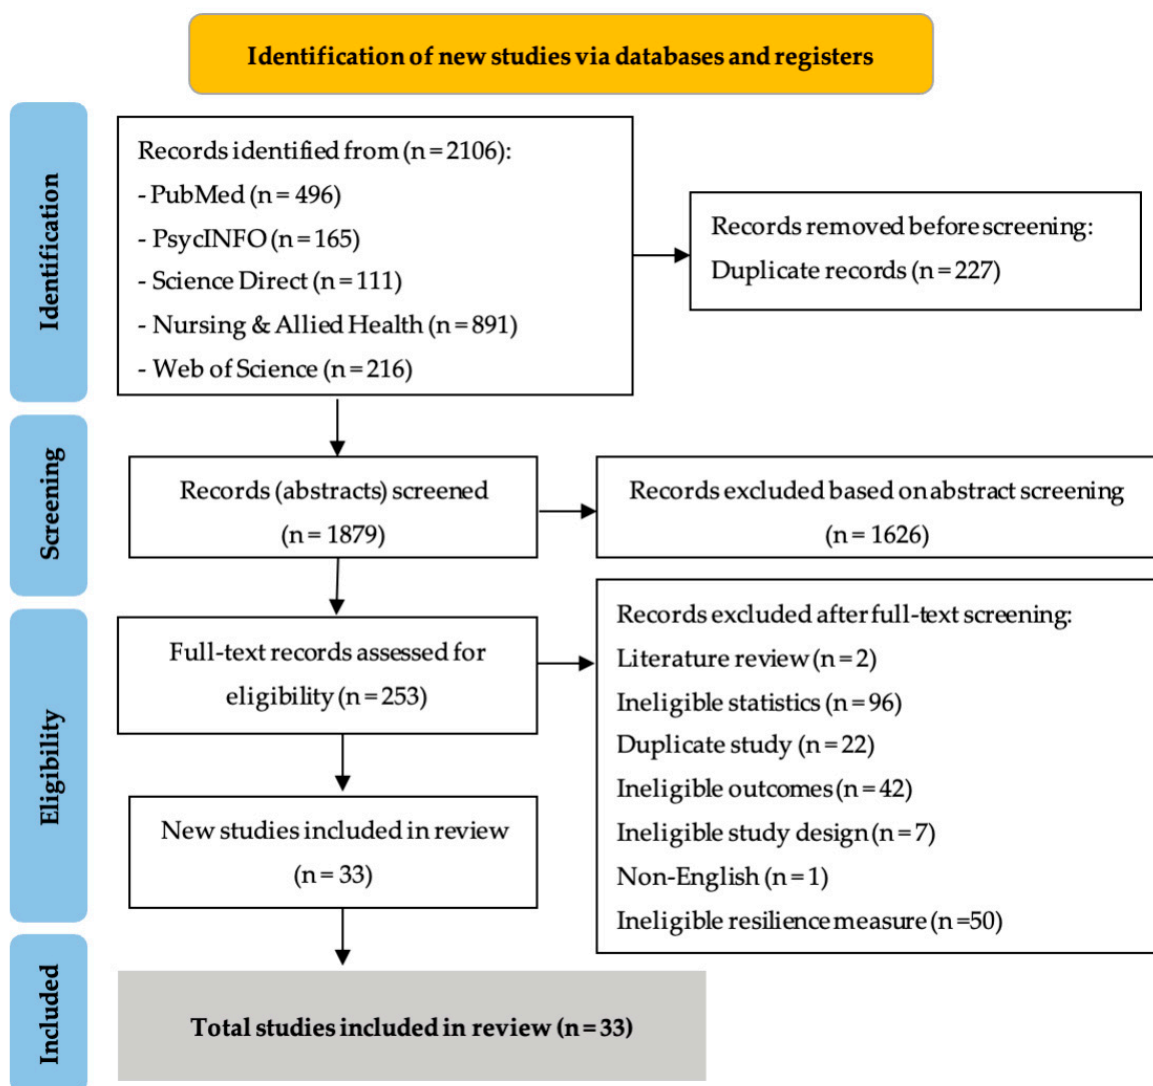 Identification of new studies via databases and registers
Identification
Records identified from (n = 2106):
- PubMed (n = 496)
- PsycINFO (n = 165)
- Science Direct (n = 111)
- Nursing & Allied Health (n = 891)
- Web of Science (n = 216)
Records removed before screening:
Duplicate records (n = 227)
Screening
Records (abstracts) screened
(n = 1879)
Records excluded based on abstract screening
(n = 1626)
Eligibility
Full-text records assessed for
eligibility (n = 253)
Records excluded after full-text screening:
Literature review (n = 2)
Ineligible statistics (n = 96)
Duplicate study (n = 22)
Ineligible outcomes (n = 42)
Ineligible study design (n = 7)
Non-English (n = 1)
Ineligible resilience measure (n =50)
New studies included in review
(n = 33)
Included
Total studies included in review (n = 33)